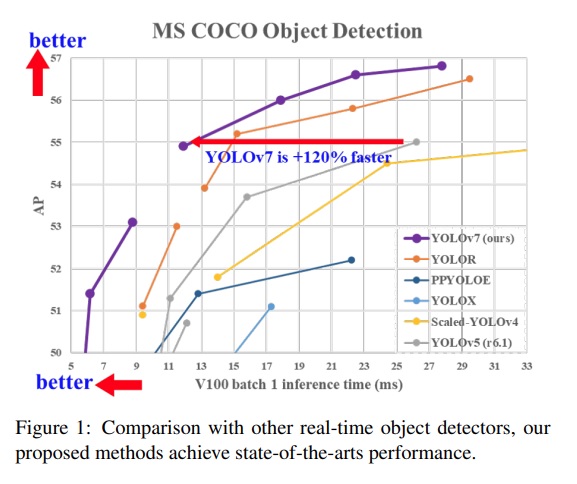 MS COCO Object Detection
better
57
56
55
54
53
52
51
50
AP
YOLOv7 is +120% faster
YOLOv7 (ours)
YOLOR
PPYOLOE
YOLOX
Scaled-YOLOv4
YOLOv5 (r6.1)
5 7 9 11 13 15 17 19 21 23 25 27 29 31 33
better
V100 batch 1 inference time (ms)
Figure 1: Comparison with other real-time object detectors, our
proposed methods achieve state-of-the-arts performance.